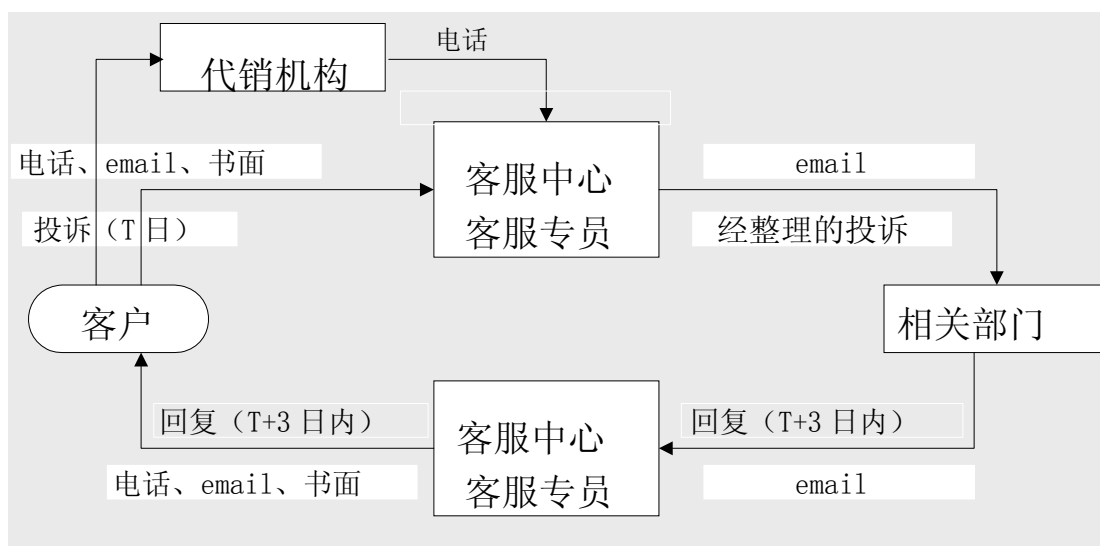 电话
代销机构
电话、email、书面
客服中心
客服专员
email
投诉（T日）
经整理的投诉
客户
相关部门
回复（T+3 日内）
客服中心
客服专员
回复（T+3 日内）
电话、email、书面
email